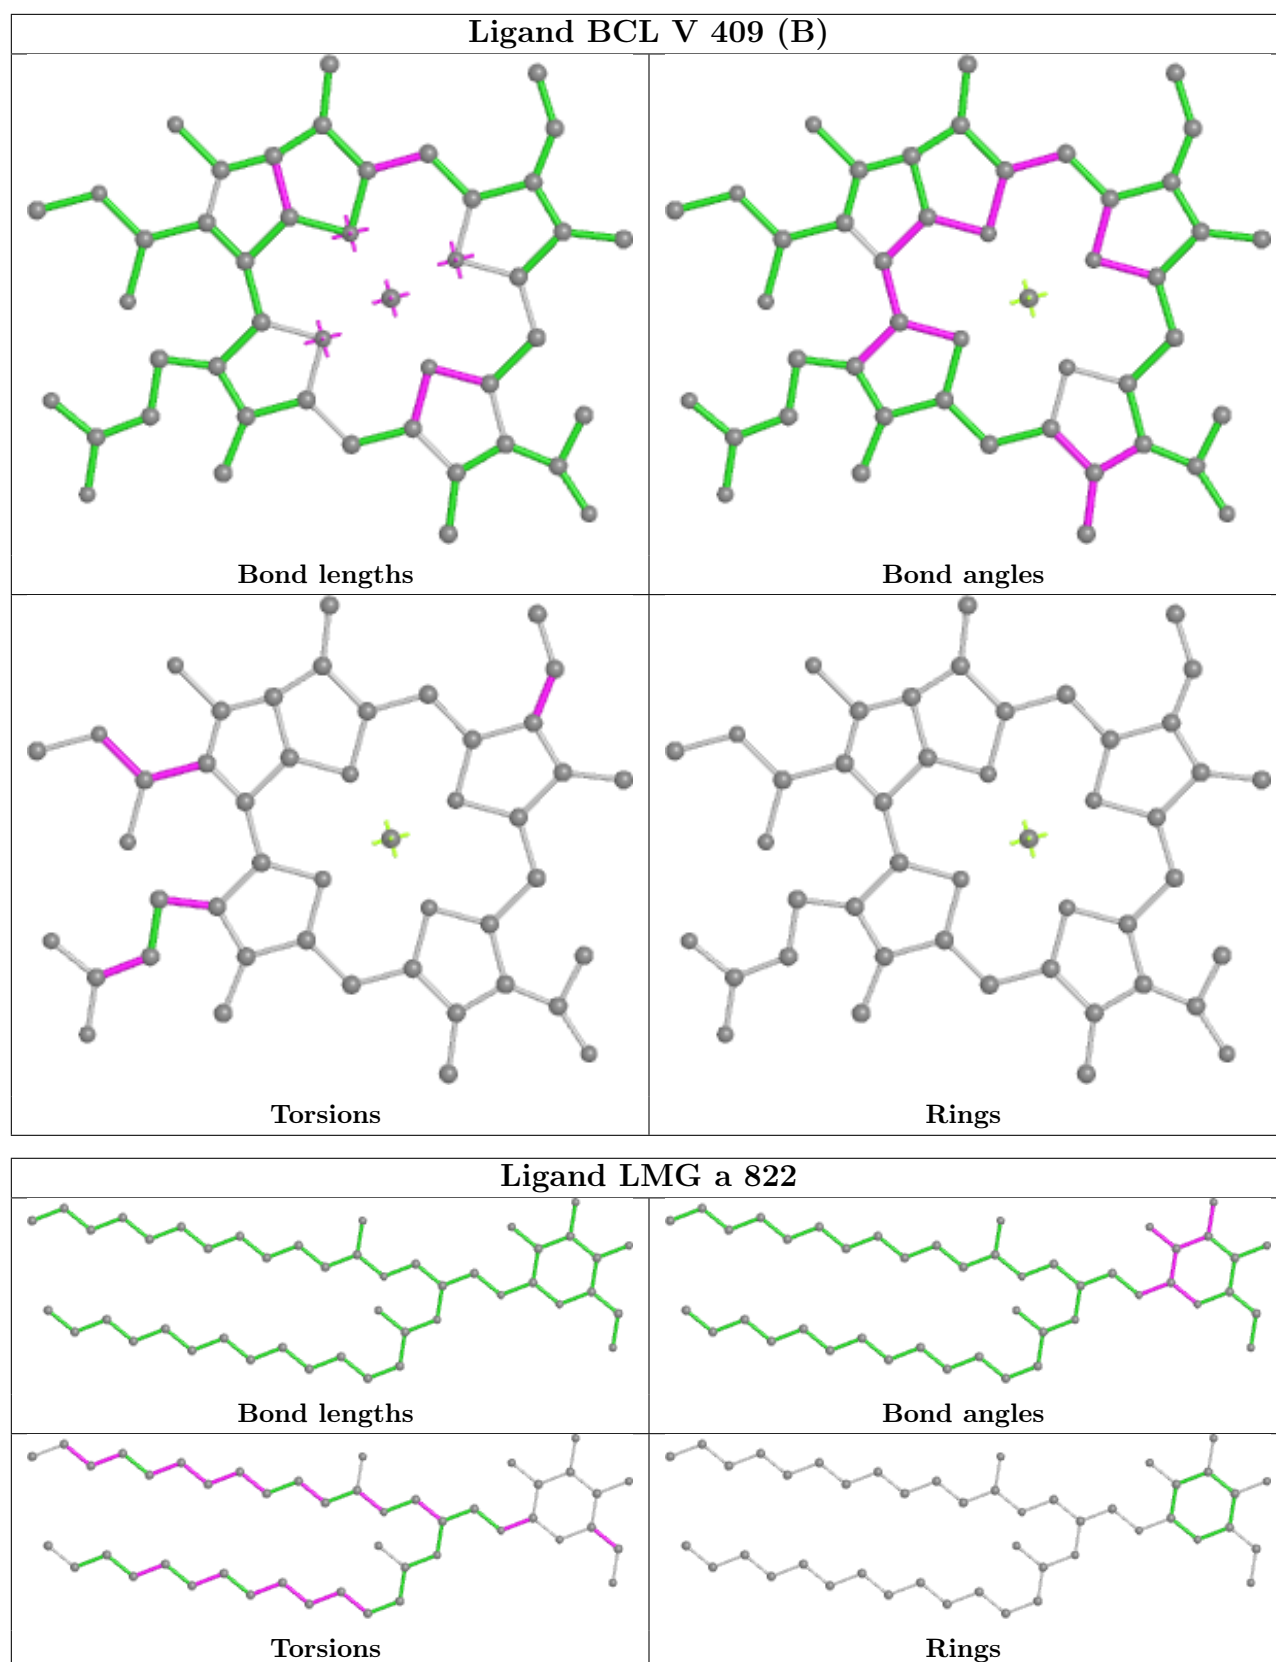 Ligand BCL V 409 (B)
Bond lengths
Bond angles
Torsions
Rings
Ligand LMG a 822
Bond lengths
Bond angles
Torsions
Rings